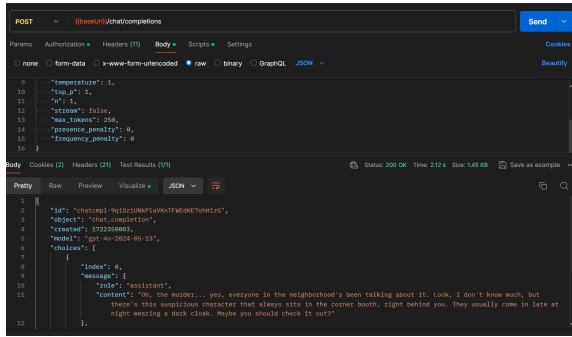 POST {{baseUrl}}/chat/completions Send
Params Authorization Headers (11) Body Scripts Settings Cookies
none form-data x-www-form-urlencoded raw binary GraphQL JSON Beautify
9 "temperature": 1,
10 "top_p": 1,
11 "n": 1,
12 "stream": false,
13 "max_tokens": 250,
14 "presence_penalty": 0,
15 "frequency_penalty": 0
16 }
Body Cookies (2) Headers (21) Test Results (1/1) Status: 200 OK Time: 2.12 s Size: 1.45 KB Save as example
Pretty Raw Preview Visualize JSON
1 {
2 "id":
3 "object": "chat.completion",
4 "created": 1722350003,
5 "model": "gpt-4o-2024-05-13",
6 "choices": [
7 {
8 "index": 0,
9 "message": {
10 "role": "assistant",
11 "content": "Oh, the murder... yes, everyone in the neighborhood's been talking about it. Look, I don't know much, but
there's this suspicious character that always sits in the corner booth, right behind you. They usually come in late at
night wearing a dark cloak. Maybe you should check it out?"
12 },